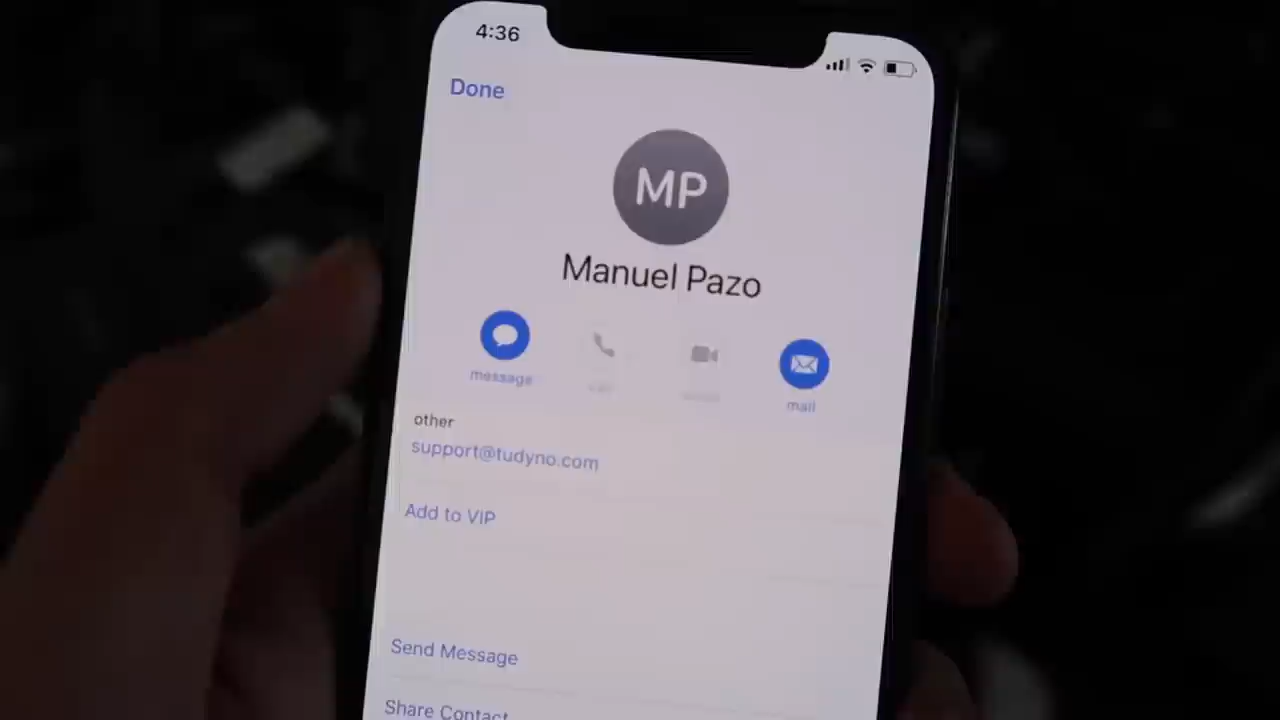 4:36
Done
MP
Manuel Pazo
message
mail
other
support@tudyno.com
Add to VIP
Send Message
Share Contact